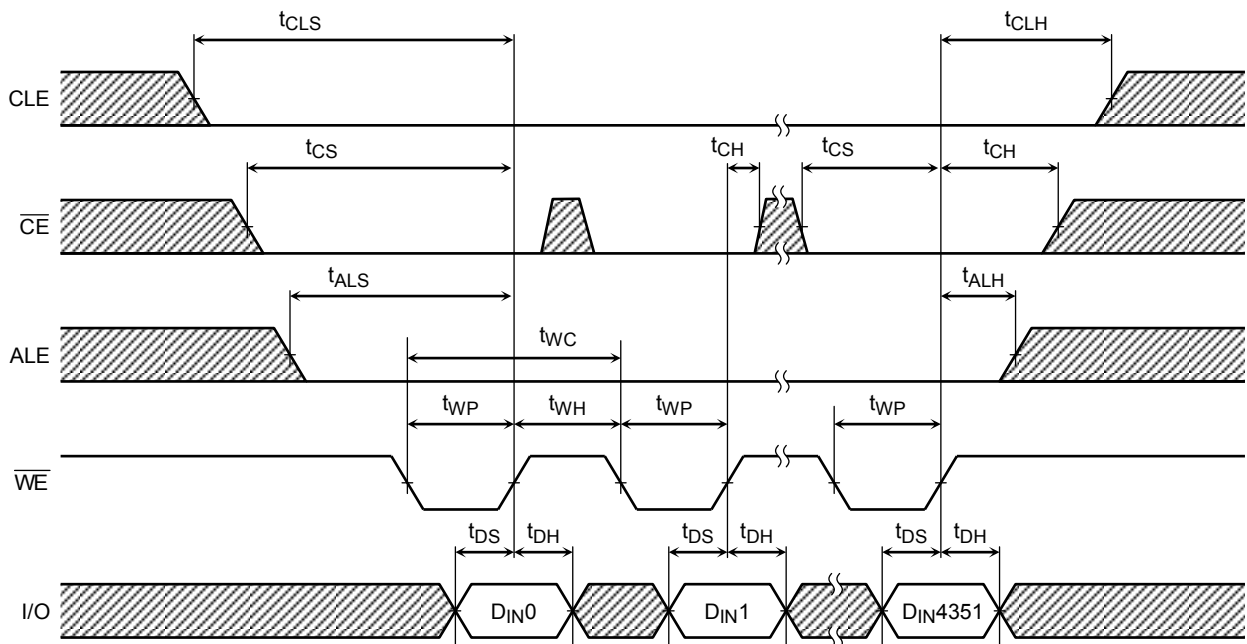 tCLS tCLH
CLE
tCS tCH tCS tCH
CE
tALS tALH
ALE
tWC
tWP tWH tWP tWP
WE
tDS tDH tDS tDH tDS tDH
I/O DIN0 DIN1 DIN4351